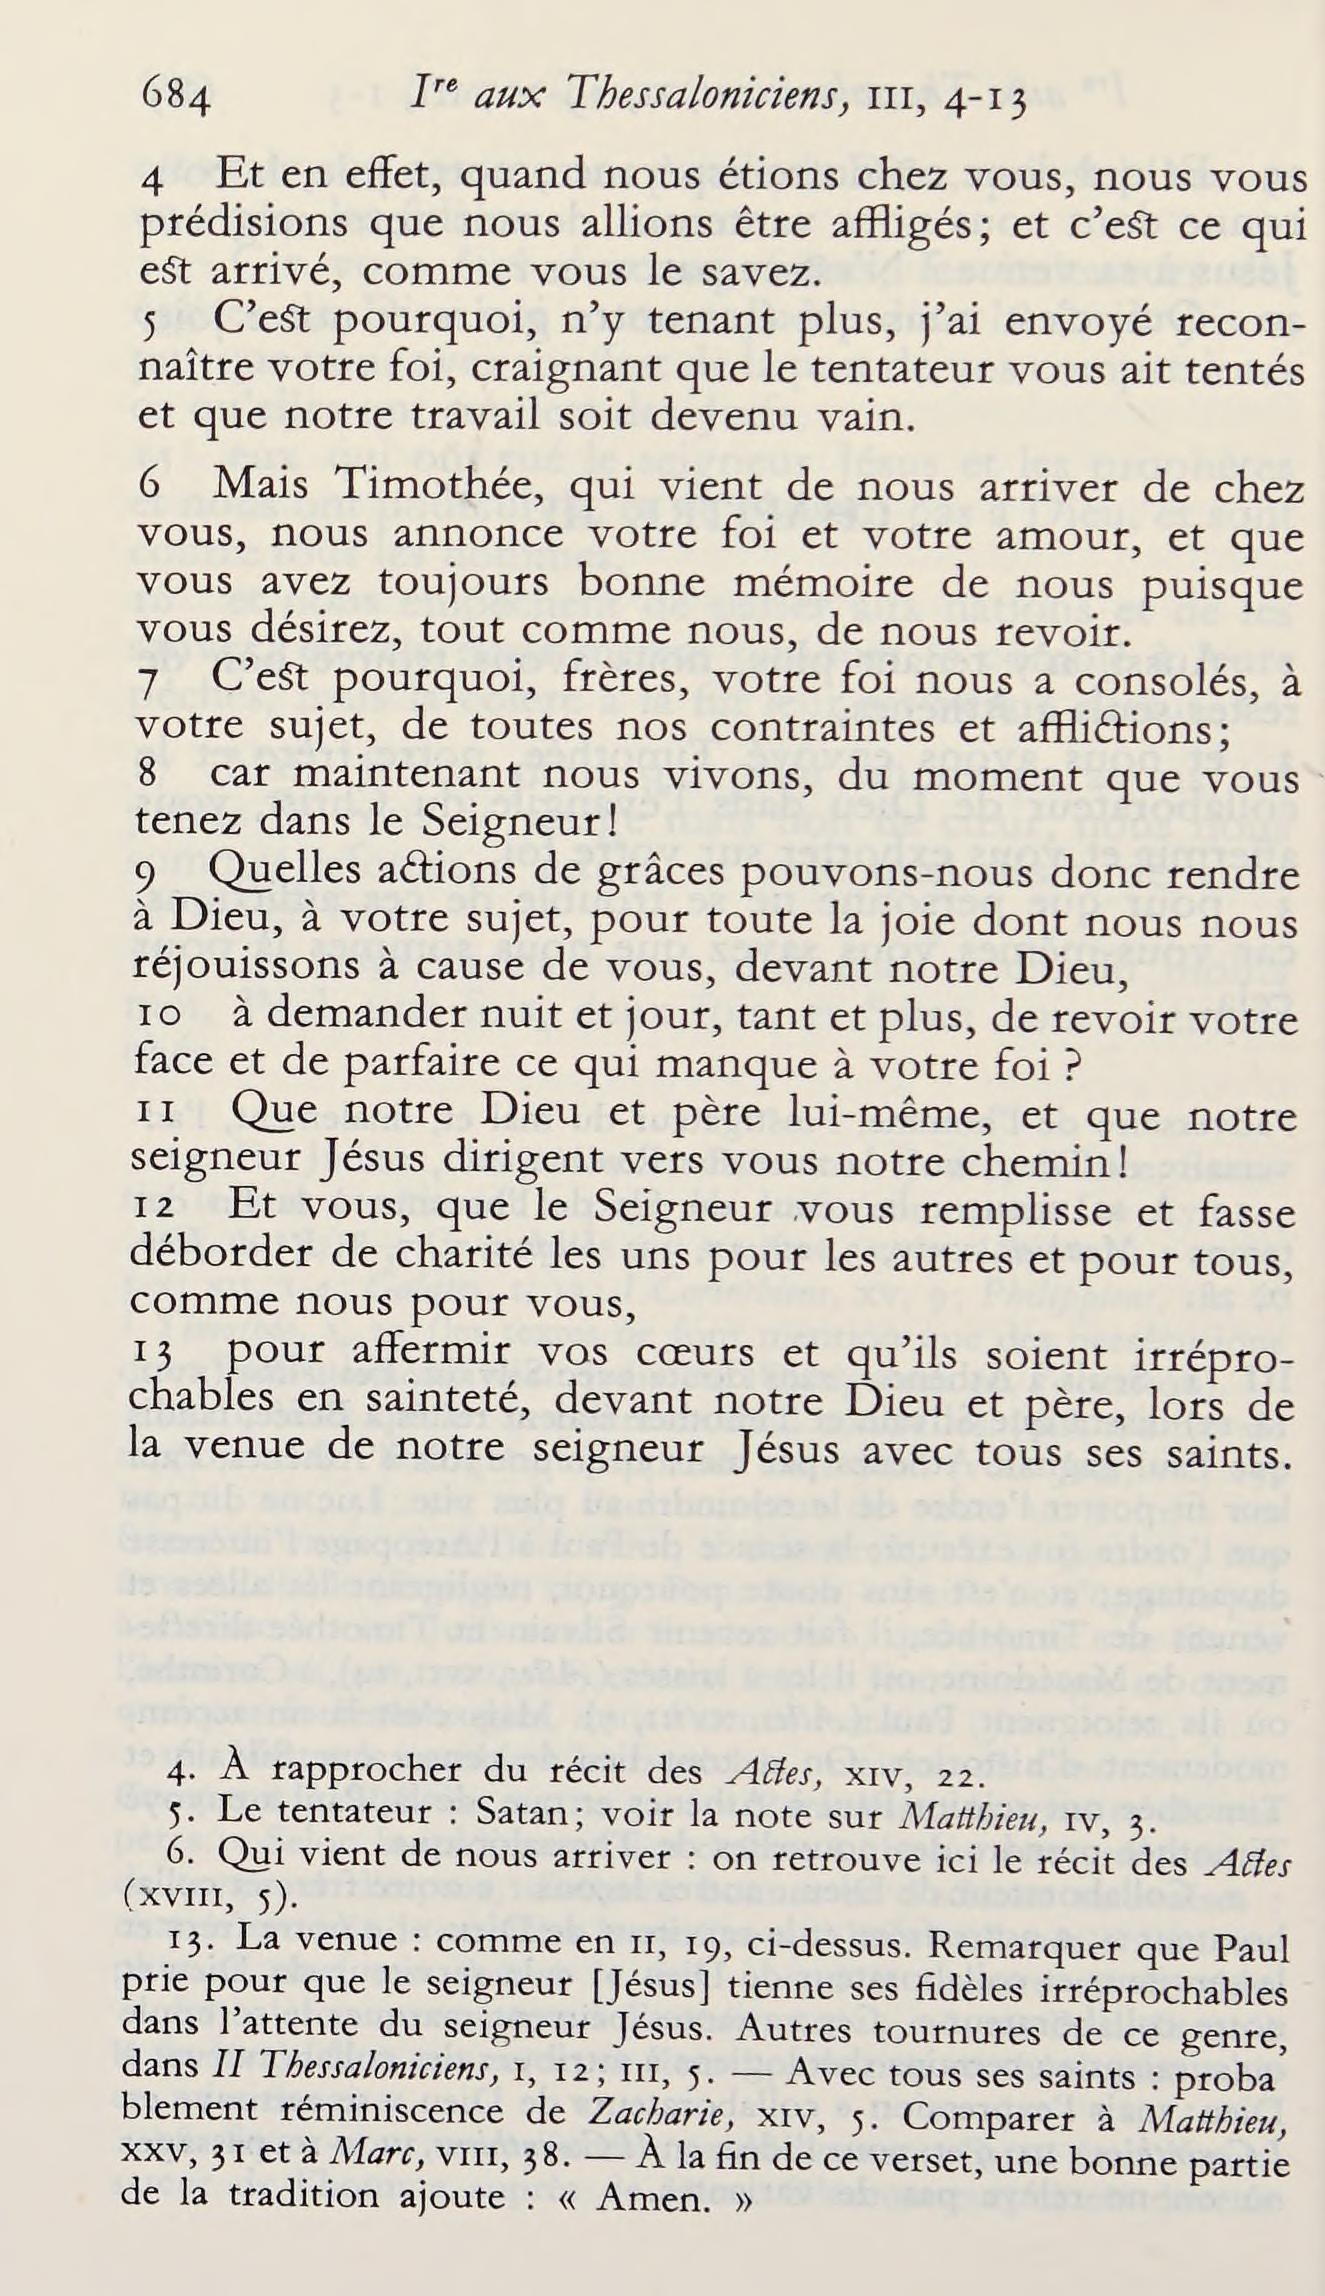 684 Iʳᵉ aux Thessaloniciens, III, 4-13
4 Et en effet, quand nous étions chez vous, nous vous
prédisions que nous allions être affligés; et c’est ce qui
est arrivé, comme vous le savez.
5 C’est pourquoi, n’y tenant plus, j’ai envoyé recon-
naître votre foi, craignant que le tentateur vous ait tentés
et que notre travail soit devenu vain.
6 Mais Timothée, qui vient de nous arriver de chez
vous, nous annonce votre foi et votre amour, et que
vous avez toujours bonne mémoire de nous puisque
vous désirez, tout comme nous, de nous revoir.
7 C’est pourquoi, frères, votre foi nous a consolés, à
votre sujet, de toutes nos contraintes et afflictions;
8 car maintenant nous vivons, du moment que vous
tenez dans le Seigneur!
9 Quelles actions de grâces pouvons-nous donc rendre
à Dieu, à votre sujet, pour toute la joie dont nous nous
réjouissons à cause de vous, devant notre Dieu,
10 à demander nuit et jour, tant et plus, de revoir votre
face et de parfaire ce qui manque à votre foi ?
11 Que notre Dieu et père lui-même, et que notre
seigneur Jésus dirigent vers vous notre chemin!
12 Et vous, que le Seigneur vous remplisse et fasse
déborder de charité les uns pour les autres et pour tous,
comme nous pour vous,
13 pour affermir vos cœurs et qu’ils soient irrépro-
chables en sainteté, devant notre Dieu et père, lors de
la venue de notre seigneur Jésus avec tous ses saints.
4. À rapprocher du récit des Actes, XIV, 22.
5. Le tentateur : Satan; voir la note sur Matthieu, IV, 3.
6. Qui vient de nous arriver : on retrouve ici le récit des Actes
(XVIII, 5).
13. La venue : comme en II, 19, ci-dessus. Remarquer que Paul
prie pour que le seigneur [Jésus] tienne ses fidèles irréprochables
dans l’attente du seigneur Jésus. Autres tournures de ce genre,
dans II Thessaloniciens, I, 12; III, 5. — Avec tous ses saints : proba
blement réminiscence de Zacharie, XIV, 5. Comparer à Matthieu,
XXV, 31 et à Marc, VIII, 38. — À la fin de ce verset, une bonne partie
de la tradition ajoute : « Amen. »